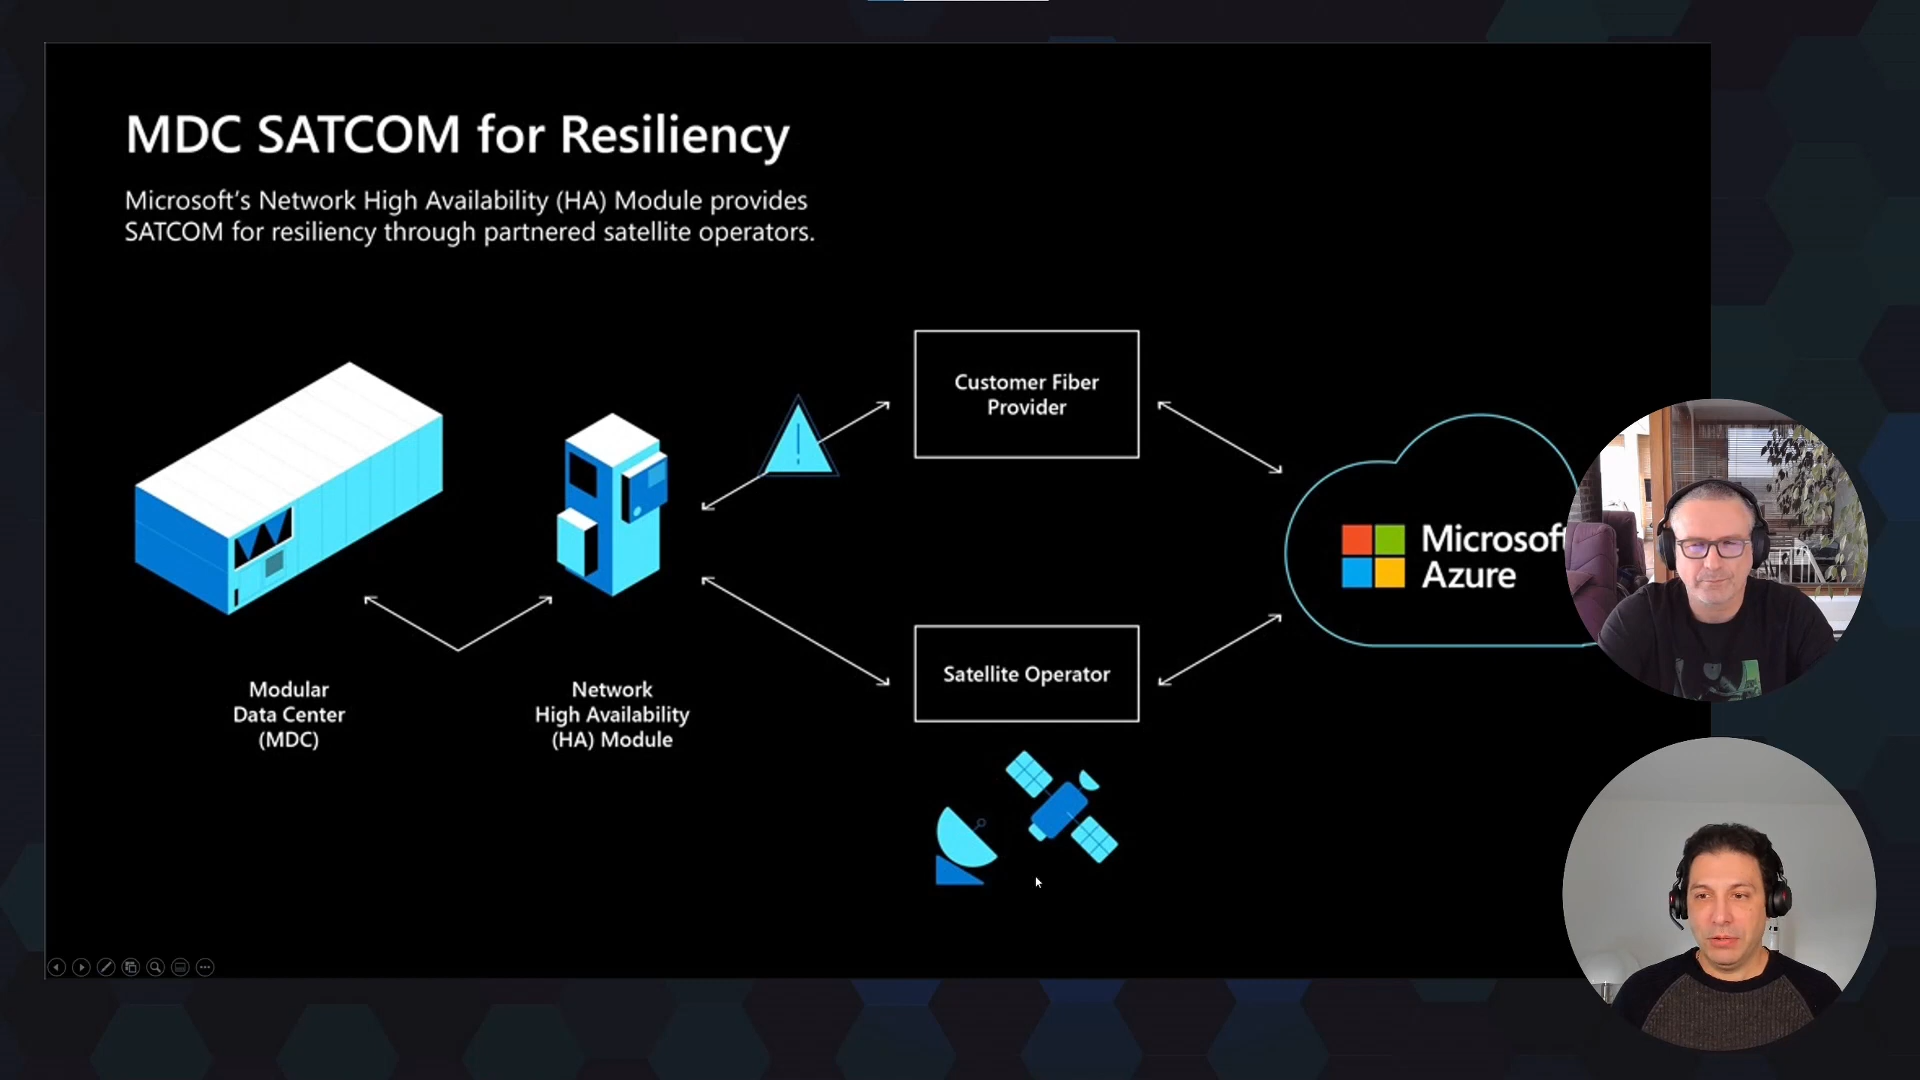 MDC SATCOM for Resiliency
Microsoft's Network High Availability (HA) Module provides
SATCOM for resiliency through partnered satellite operators.
Customer Fiber
Provider
Microsoft
Azure
Satellite Operator
Modular
Data Center
(MDC)
Network
High Availability
(HA) Module